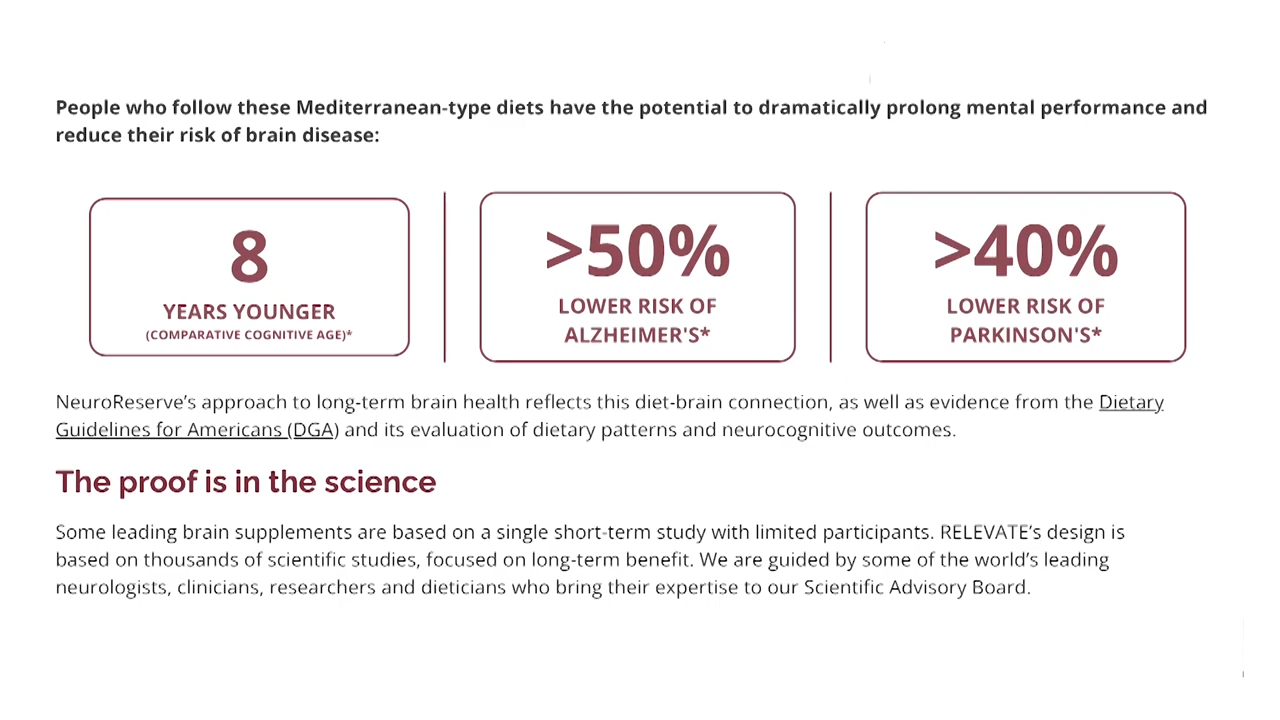 People who follow these Mediterranean-type diets have the potential to dramatically prolong mental performance and
reduce their risk of brain disease:
8
YEARS YOUNGER
(COMPARATIVE COGNITIVE AGE)*
>50%
LOWER RISK OF
ALZHEIMER'S*
>40%
LOWER RISK OF
PARKINSON'S*
NeuroReserve’s approach to long-term brain health reflects this diet-brain connection, as well as evidence from the Dietary
Guidelines for Americans (DGA) and its evaluation of dietary patterns and neurocognitive outcomes.
The proof is in the science
Some leading brain supplements are based on a single short-term study with limited participants. RELEVATE’s design is
based on thousands of scientific studies, focused on long-term benefit. We are guided by some of the world’s leading
neurologists, clinicians, researchers and dieticians who bring their expertise to our Scientific Advisory Board.